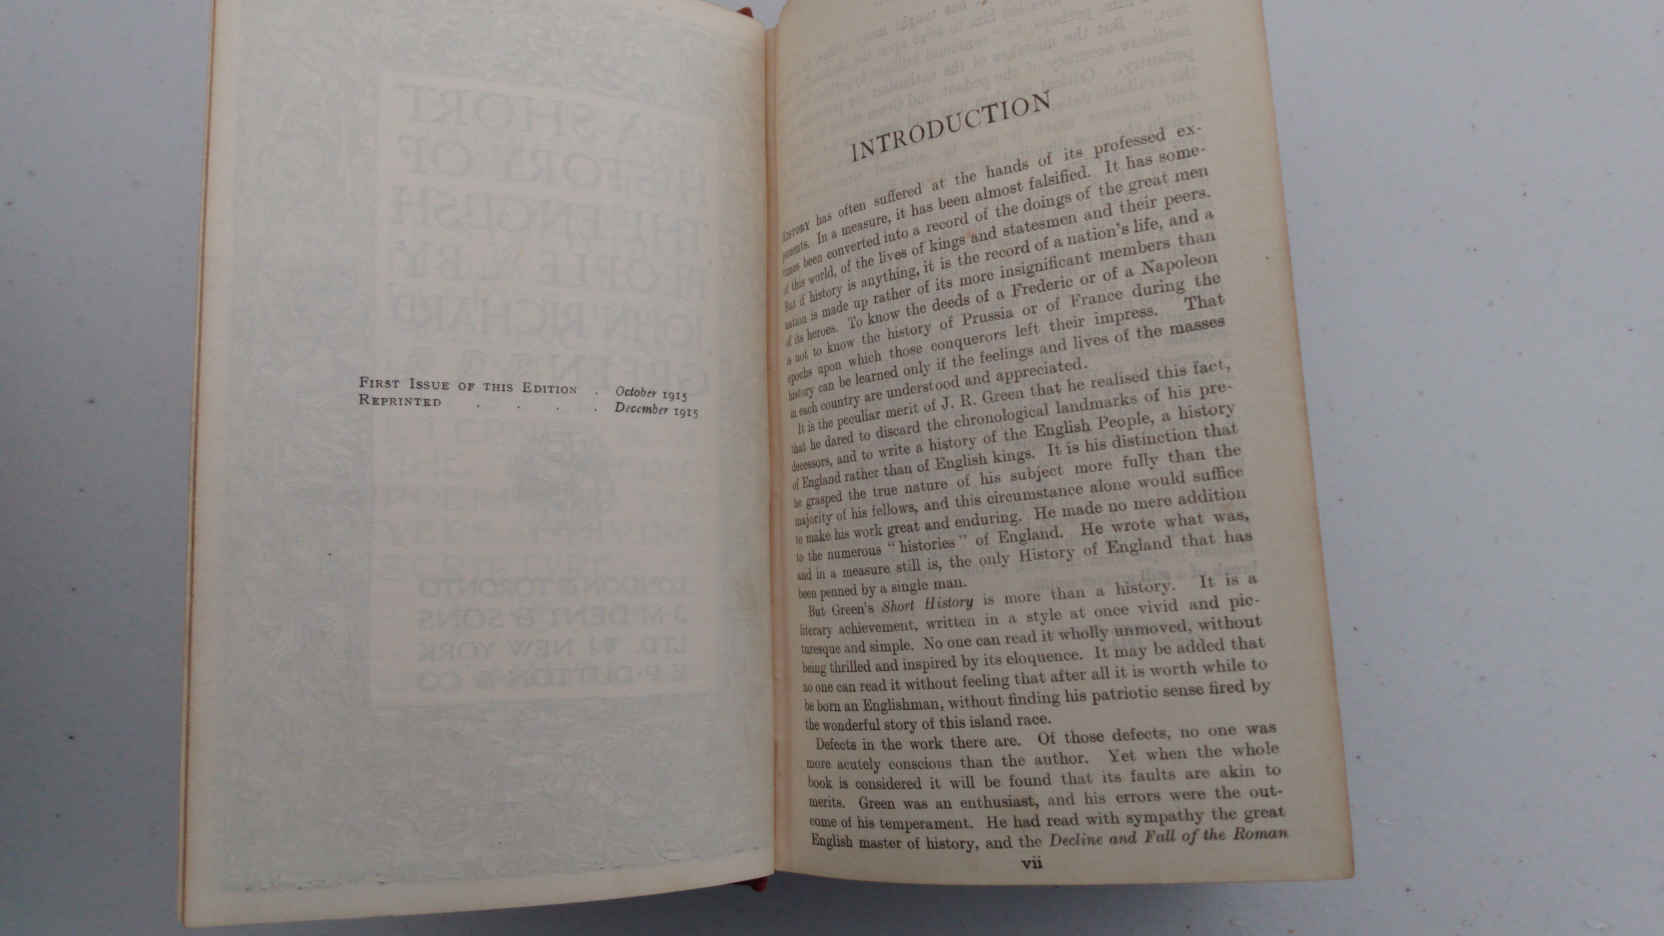 FIRST ISSUE OF THIS EDITION . October 1915
REPRINTED . . . . December 1915
INTRODUCTION
HISTORY has often suffered at the hands of its professed ex-
ponents. In a measure, it has been almost falsified. It has some-
times been converted into a record of the doings of the great men
of this world, of the lives of kings and statesmen and their peers.
But if history is anything, it is the record of a nation's life, and a
nation is made up rather of its more insignificant members than
of its heroes. To know the deeds of a Frederic or of a Napoleon
is not to know the history of Prussia or of France during the
epochs upon which those conquerors left their impress. That
history can be learned only if the feelings and lives of the masses
in each country are understood and appreciated.
It is the peculiar merit of J. R. Green that he realised this fact,
that he dared to discard the chronological landmarks of his pre-
decessors, and to write a history of the English People, a history
of England rather than of English kings. It is his distinction that
he grasped the true nature of his subject more fully than the
majority of his fellows, and this circumstance alone would suffice
to make his work great and enduring. He made no mere addition
to the numerous "histories" of England. He wrote what was,
and in a measure still is, the only History of England that has
been penned by a single man.
But Green's Short History is more than a history. It is a
literary achievement, written in a style at once vivid and pic-
turesque and simple. No one can read it wholly unmoved, without
being thrilled and inspired by its eloquence. It may be added that
no one can read it without feeling that after all it is worth while to
be born an Englishman, without finding his patriotic sense fired by
the wonderful story of this island race.
Defects in the work there are. Of those defects, no one was
more acutely conscious than the author. Yet when the whole
book is considered it will be found that its faults are akin to
merits. Green was an enthusiast, and his errors were the out-
come of his temperament. He had read with sympathy the great
English master of history, and the Decline and Fall of the Roman
vii